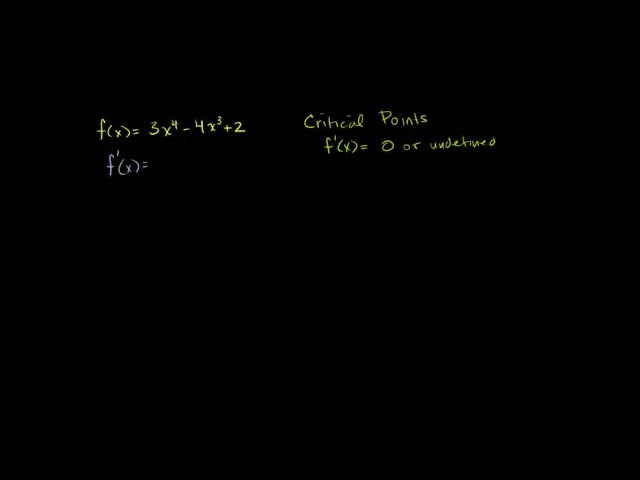 f(x) = 3x⁴ - 4x³ + 2
f'(x) =
Critical Points
f'(x) = 0 or undefined